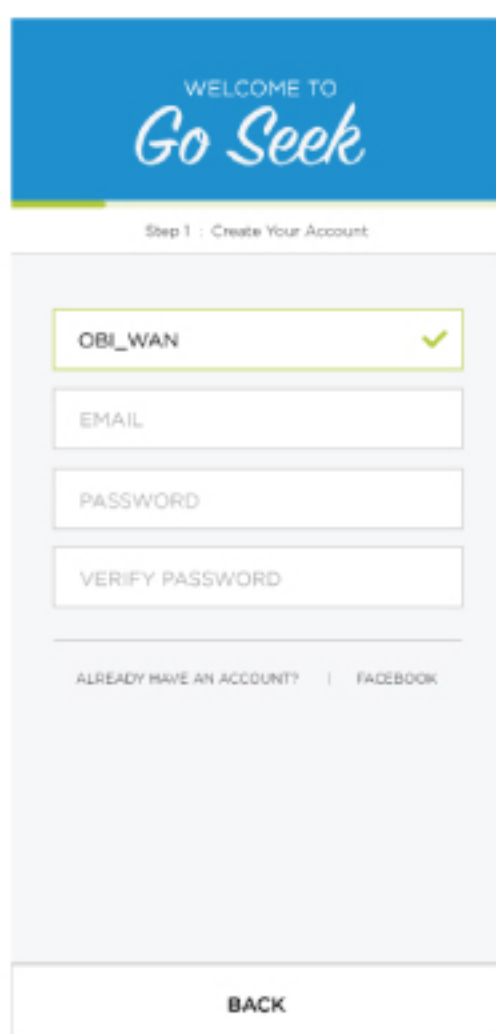 WELCOME TO
Go Seek
Step 1 : Create Your Account
OBI_WAN
EMAIL
PASSWORD
VERIFY PASSWORD
ALREADY HAVE AN ACCOUNT? | FACEBOOK
BACK